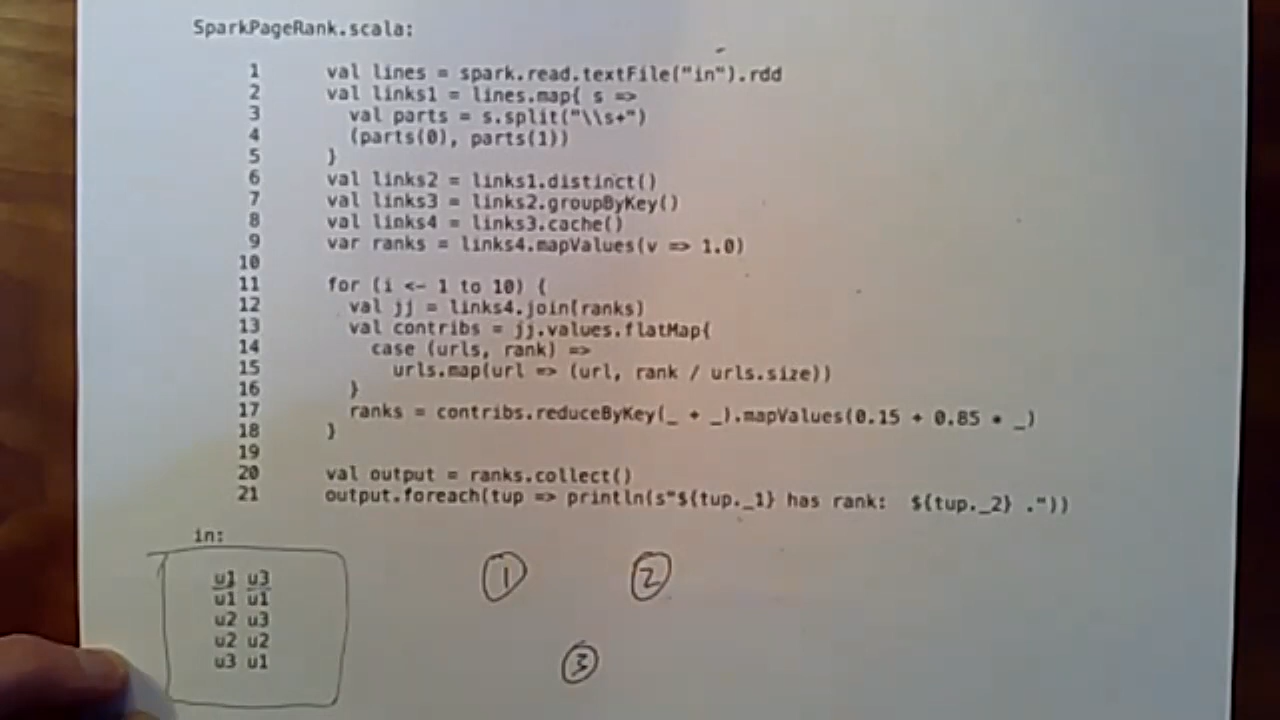 SparkPageRank.scala:
1 val lines = spark.read.textFile("in").rdd
2 val links1 = lines.map{ s =>
3 val parts = s.split("\\s+")
4 (parts(0), parts(1))
5 }
6 val links2 = links1.distinct()
7 val links3 = links2.groupByKey()
8 val links4 = links3.cache()
9 var ranks = links4.mapValues(v => 1.0)
10
11 for (i <- 1 to 10) {
12 val jj = links4.join(ranks)
13 val contribs = jj.values.flatMap{
14 case (urls, rank) =>
15 urls.map(url => (url, rank / urls.size))
16 }
17 ranks = contribs.reduceByKey(_ + _).mapValues(0.15 + 0.85 * _)
18 }
19
20 val output = ranks.collect()
21 output.foreach(tup => println(s"${tup._1} has rank: ${tup._2} ."))
in:
u1 u3
u1 u1
u2 u3
u2 u2
u3 u1
1 2
3